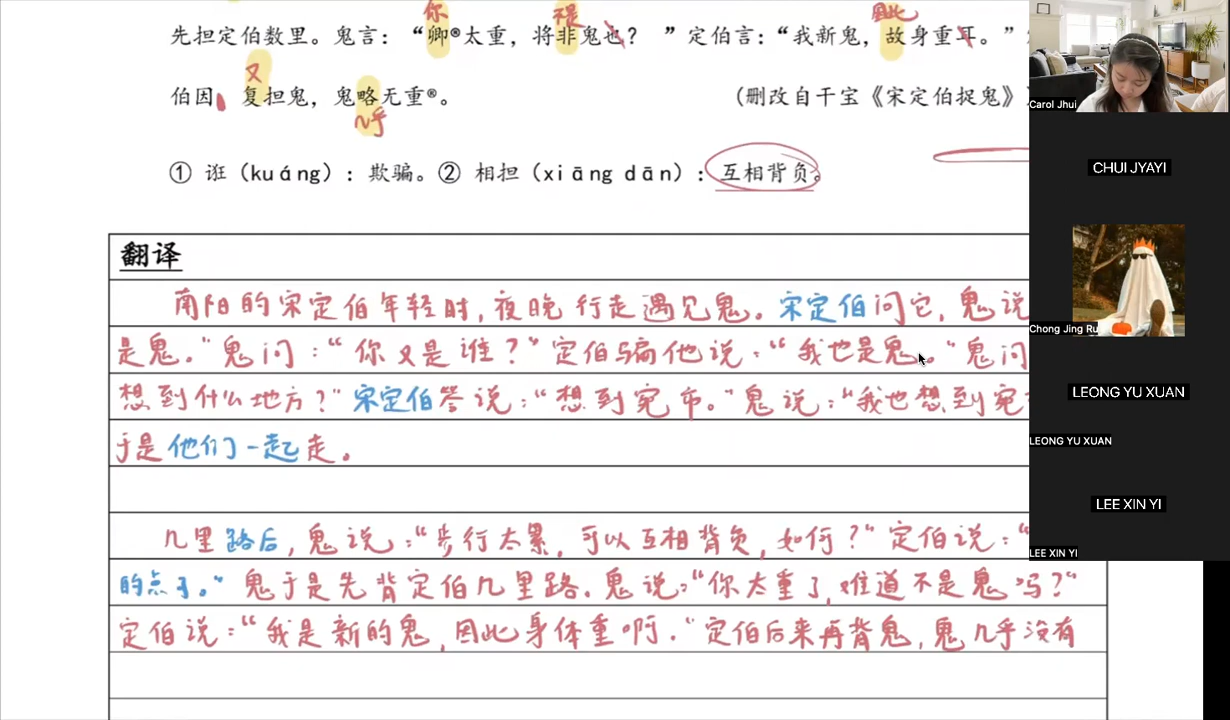 你 不是 因此
先担定伯数里。鬼言：“卿®太重，将非鬼也？ ”定伯言：“我新鬼，故身重耳。”
又
伯因 复担鬼，鬼略无重®。 （删改自干宝《宋定伯捉鬼》
几乎
① 诳（kuáng）：欺骗。② 相担（xiāng dān）：互相背负。
翻译
南阳的宋定伯年轻时，夜晚行走遇见鬼。宋定伯问它，鬼说
是鬼。”鬼问：“你又是谁？”定伯骗他说：“我也是鬼。”鬼问
想到什么地方？”宋定伯答说：“想到宛市。”鬼说：“我也想到宛
于是他们一起走。
几里路后，鬼说：“步行太累，可以互相背负，如何？”定伯说：“
的点子。”鬼于是先背定伯几里路。鬼说：“你太重了，难道不是鬼吗？”
定伯说：“我是新的鬼，因此身体重啊。”定伯后来再背鬼，鬼几乎没有
Carol Jhui
CHUI JYAYI
Chong Jing Ru
LEONG YU XUAN
LEONG YU XUAN
LEE XIN YI
LEE XIN YI